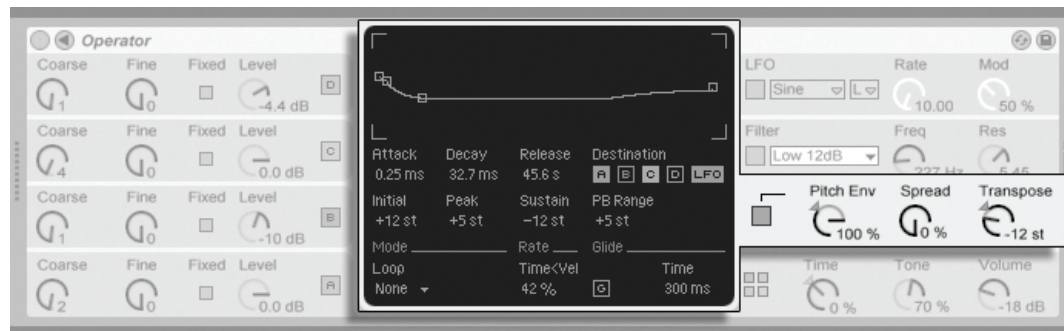 Operator
Coarse Fine Fixed Level
1 0 -4.4 dB D
Coarse Fine Fixed Level
4 0 0.0 dB C
Coarse Fine Fixed Level
1 0 -10 dB B
Coarse Fine Fixed Level
2 0 0.0 dB A
Attack Decay Release Destination
0.25 ms 32.7 ms 45.6 s A B C D LFO
Initial Peak Sustain PB Range
+12 st +5 st -12 st +5 st
Mode Rate Glide
Loop Time<Vel Time
None 42 % G 300 ms
LFO Rate Mod
Sine L 10.00 50 %
Filter Freq Res
Low 12dB 227 Hz 5.45
Pitch Env Spread Transpose
100 % 0 % -12 st
Time Tone Volume
0 % 70 % -18 dB